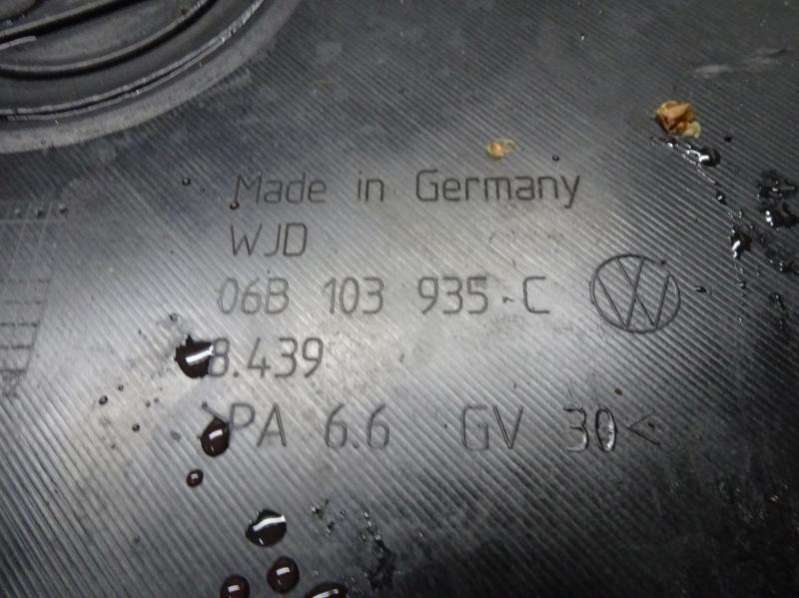 Made in Germany
WJD
06B 103 935 C
8.439
>PA 6.6 GV 30<